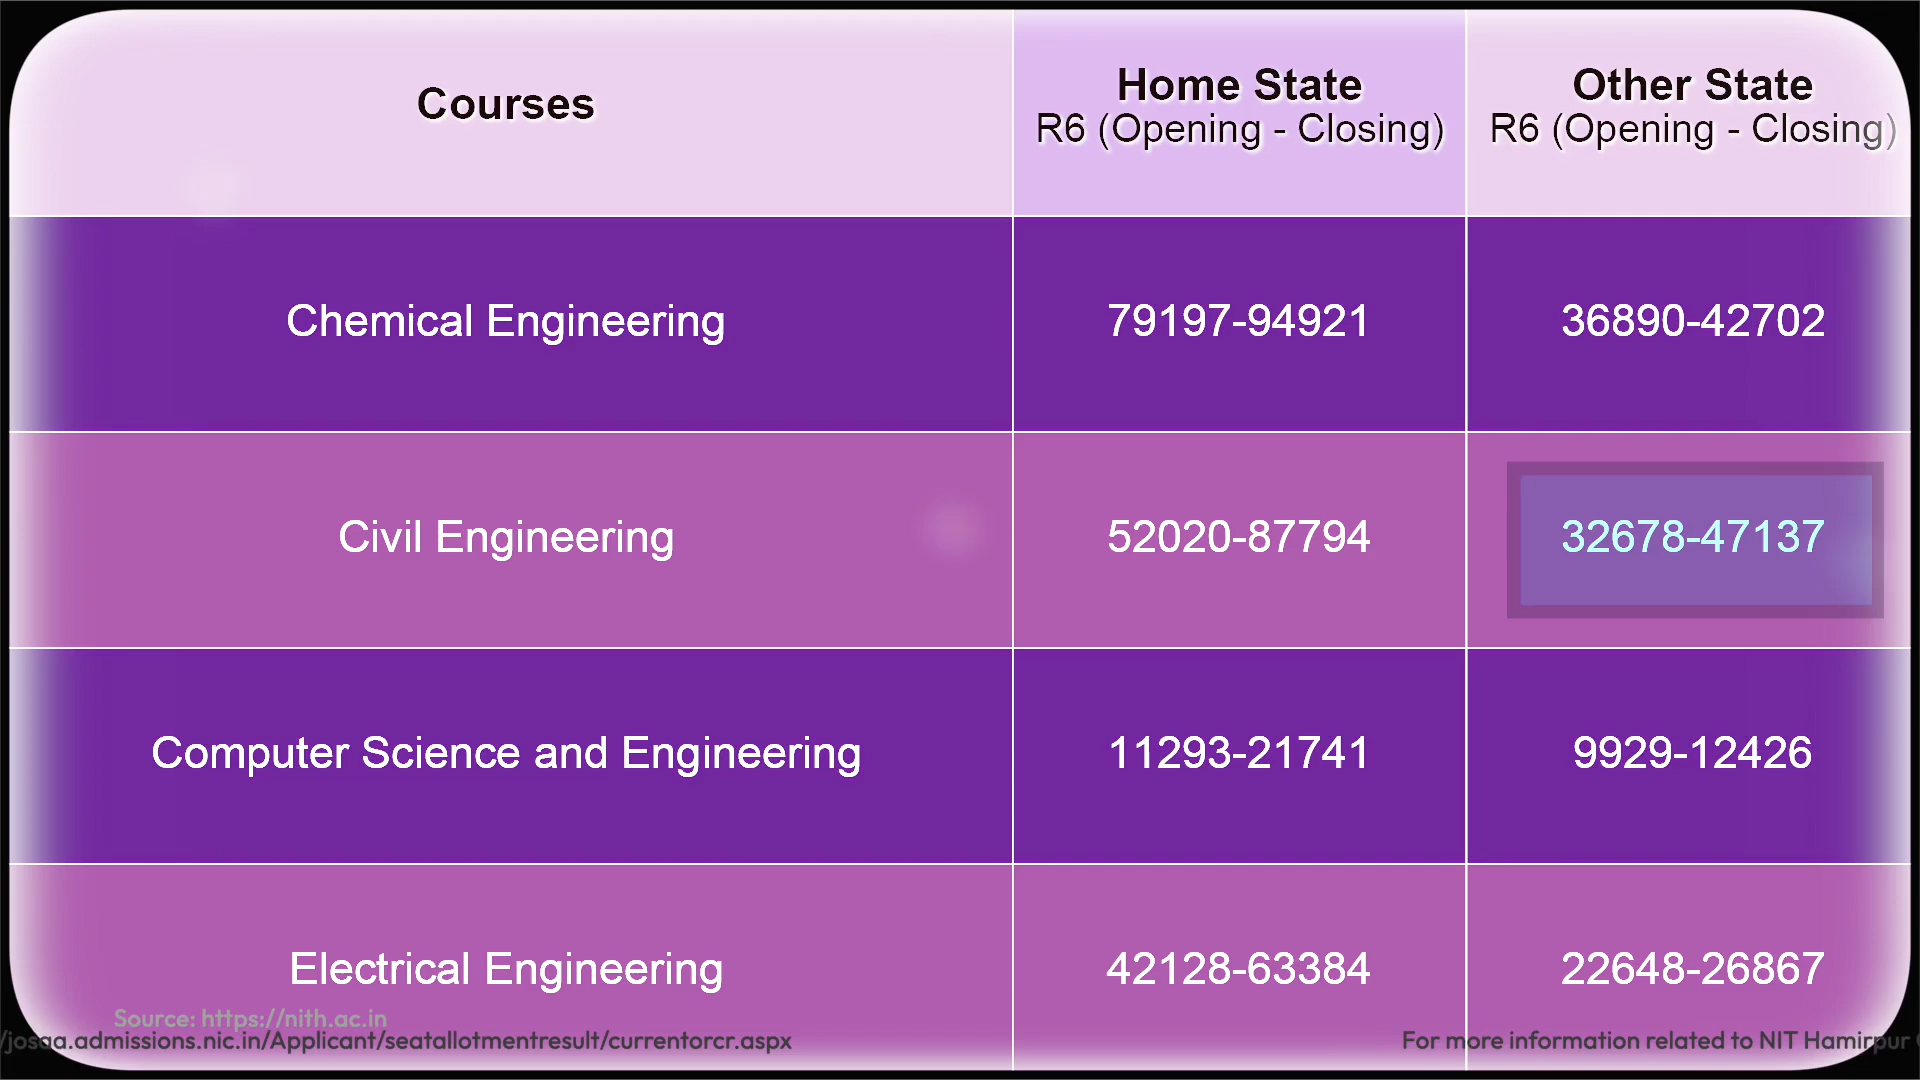 Courses
Home State
R6 (Opening - Closing)
Other State
R6 (Opening - Closing)
Chemical Engineering
79197-94921
36890-42702
Civil Engineering
52020-87794
32678-47137
Computer Science and Engineering
11293-21741
9929-12426
Electrical Engineering
42128-63384
22648-26867
Source: https://nith.ac.in
/josaa.admissions.nic.in/Applicant/seatallotmentresult/currentorcr.aspx
For more information related to NIT Hamirpur